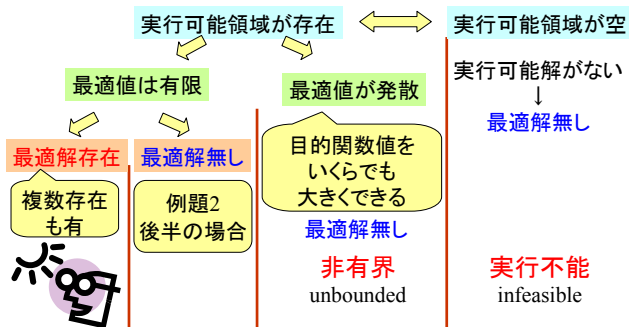 実行可能領域が存在
実行可能領域が空
最適値は有限
最適値が発散
実行可能解がない
↓
最適解無し
最適解存在
最適解無し
目的関数値を
いくらでも
大きくできる
複数存在
も有
例題2
後半の場合
最適解無し
非有界
unbounded
実行不能
infeasible